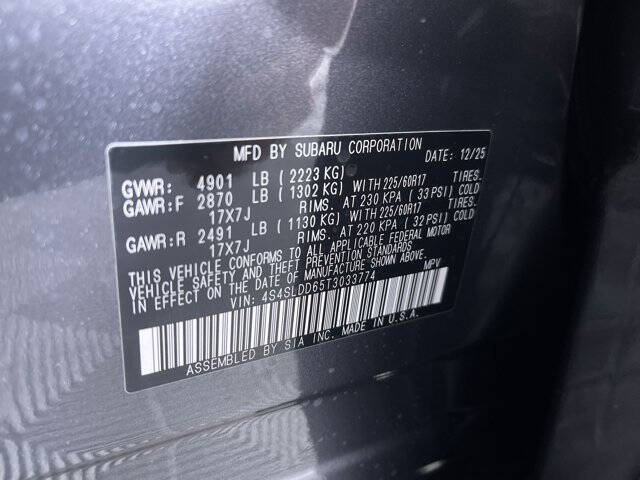 MFD BY SUBARU CORPORATION DATE: 12/25
GVWR: 4901 LB ( 2223 KG)
GAWR:F 2870 LB ( 1302 KG) WITH 225/60R17 TIRES.
17X7J RIMS. AT 230 KPA ( 33 PSI) COLD
GAWR:R 2491 LB ( 1130 KG) WITH 225/60R17 TIRES.
17X7J RIMS. AT 220 KPA ( 32 PSI) COLD
THIS VEHICLE CONFORMS TO ALL APPLICABLE FEDERAL MOTOR
VEHICLE SAFETY AND THEFT PREVENTION STANDARDS
IN EFFECT ON THE DATE OF MANUFACTURE SHOWN ABOVE.
VIN: 4S4SLDD65T3033774 MPV
ASSEMBLED BY SIA INC. MADE IN U.S.A.